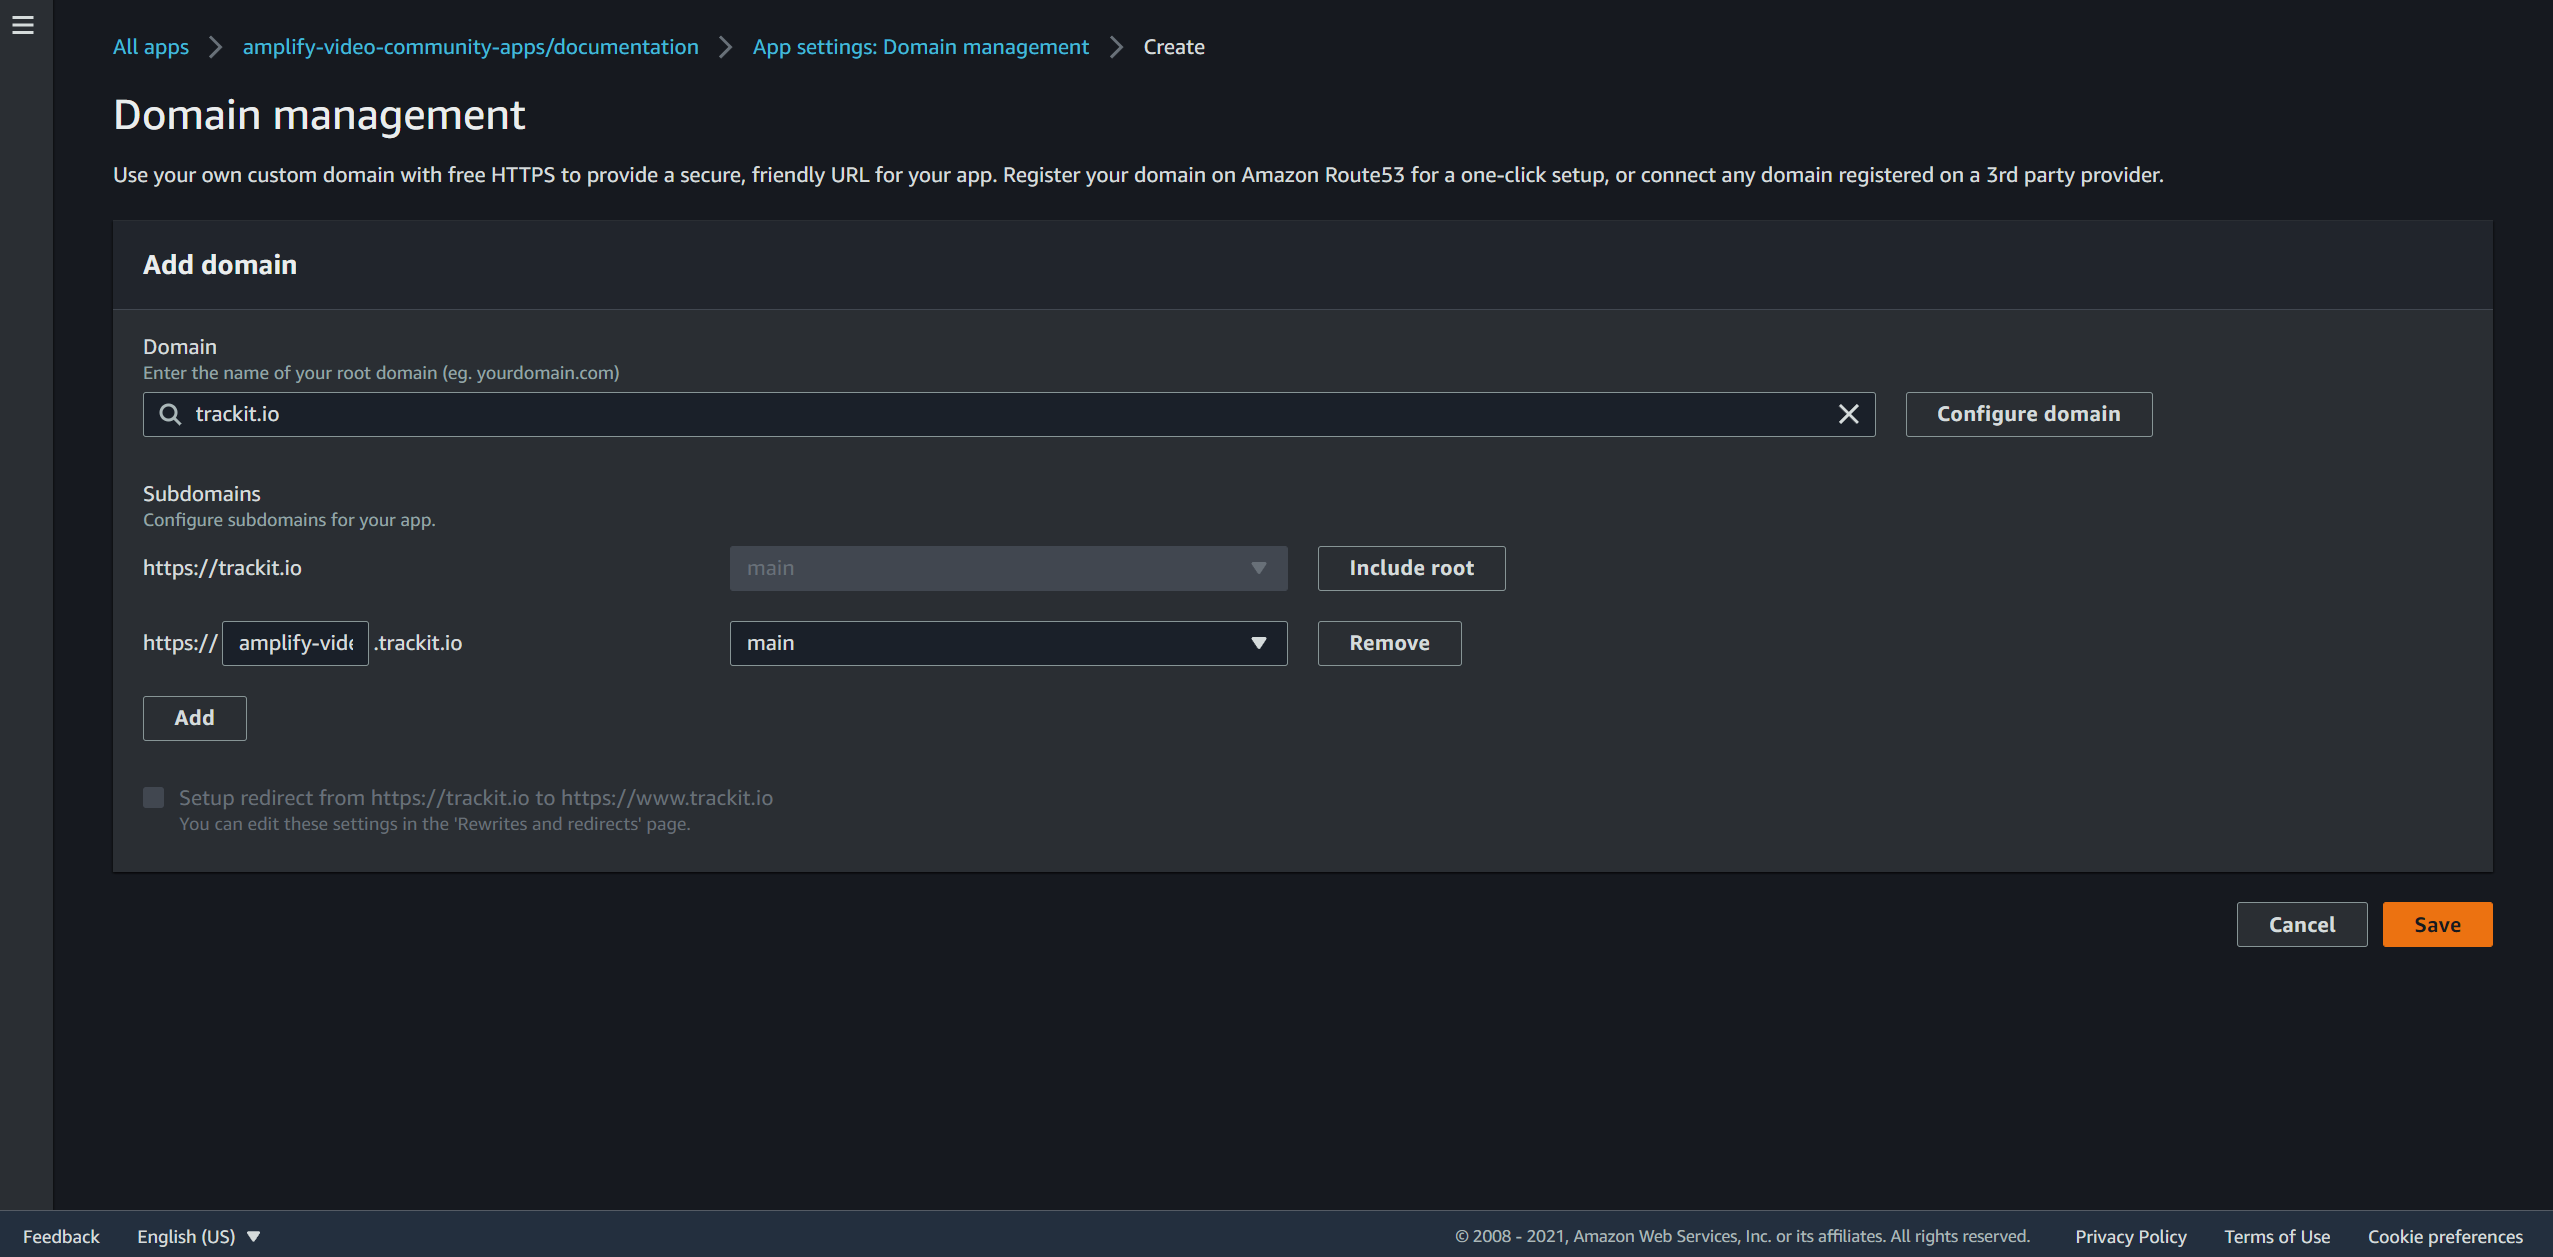 All apps
amplify-video-community-apps/documentation
App settings: Domain management
Create
Domain management
Use your own custom domain with free HTTPS to provide a secure, friendly URL for your app. Register your domain on Amazon Route53 for a one-click setup, or connect any domain registered on a 3rd party provider.
Add domain
Domain
Enter the name of your root domain (eg. yourdomain.com)
trackit.io
Configure domain
Subdomains
Configure subdomains for your app.
https://trackit.io
main
Include root
https:// amplify-vide .trackit.io
main
Remove
Add
Setup redirect from https://trackit.io to https://www.trackit.io
You can edit these settings in the 'Rewrites and redirects' page.
Cancel
Save
Feedback
English (US)
© 2008 - 2021, Amazon Web Services, Inc. or its affiliates. All rights reserved.
Privacy Policy
Terms of Use
Cookie preferences